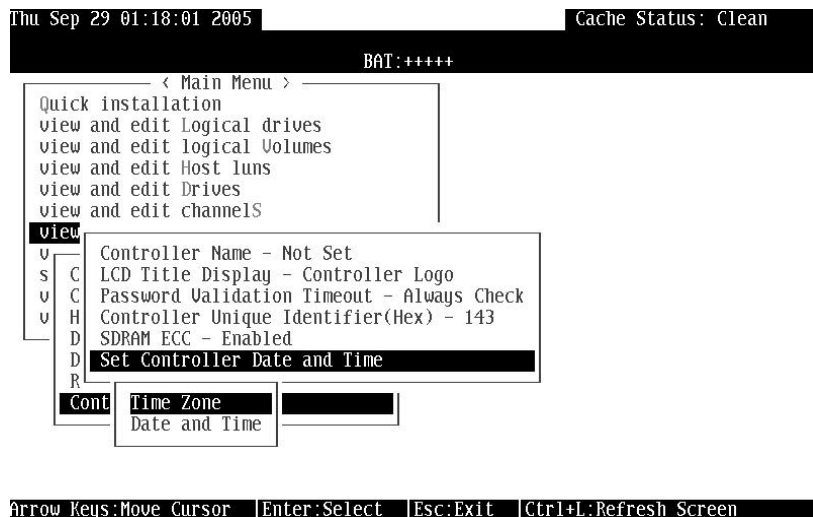 Thu Sep 29 01:18:01 2005 Cache Status: Clean
BAT:+++++
< Main Menu >
Quick installation
view and edit Logical drives
view and edit logical Volumes
view and edit Host luns
view and edit Drives
view and edit channelS
view
v
s C
v C
v H
D
D
R
Cont
Controller Name - Not Set
LCD Title Display - Controller Logo
Password Validation Timeout - Always Check
Controller Unique Identifier(Hex) - 143
SDRAM ECC - Enabled
Set Controller Date and Time
Time Zone
Date and Time
Arrow Keys:Move Cursor |Enter:Select |Esc:Exit |Ctrl+L:Refresh Screen